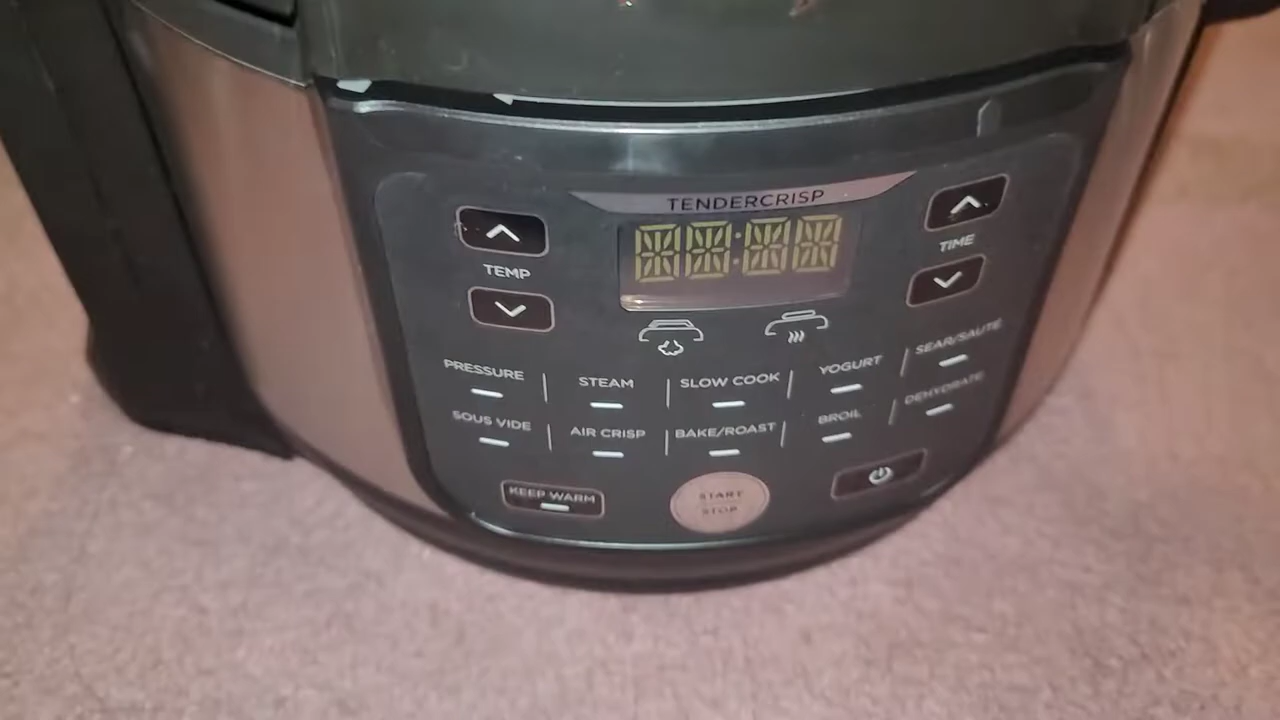 TENDERCRISP
TEMP
TIME
PRESSURE
STEAM
SLOW COOK
YOGURT
SEAR/SAUTÉ
SOUS VIDE
AIR CRISP
BAKE/ROAST
BROIL
DEHYDRATE
KEEP WARM
START
STOP